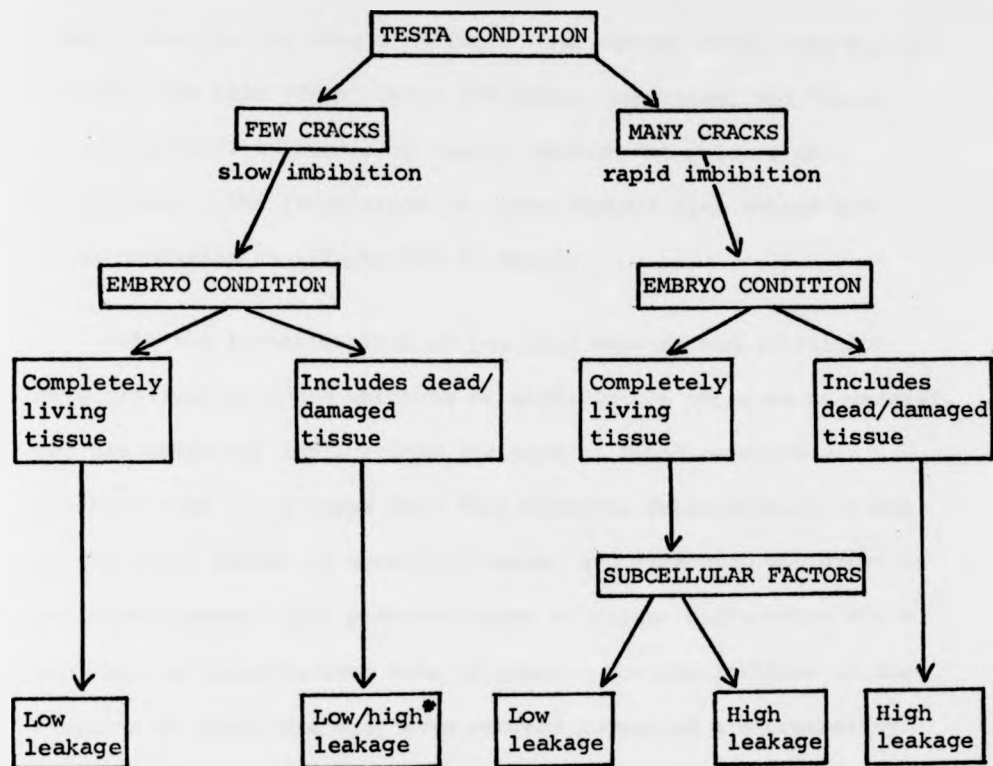 TESTA CONDITION
FEW CRACKS
MANY CRACKS
slow imbibition
rapid imbibition
EMBRYO CONDITION
EMBRYO CONDITION
Completely
living
tissue
Includes dead/
damaged
tissue
Completely
living
tissue
Includes
dead/damaged
tissue
SUBCELLULAR FACTORS
Low
leakage
Low/high*
leakage
Low
leakage
High
leakage
High
leakage